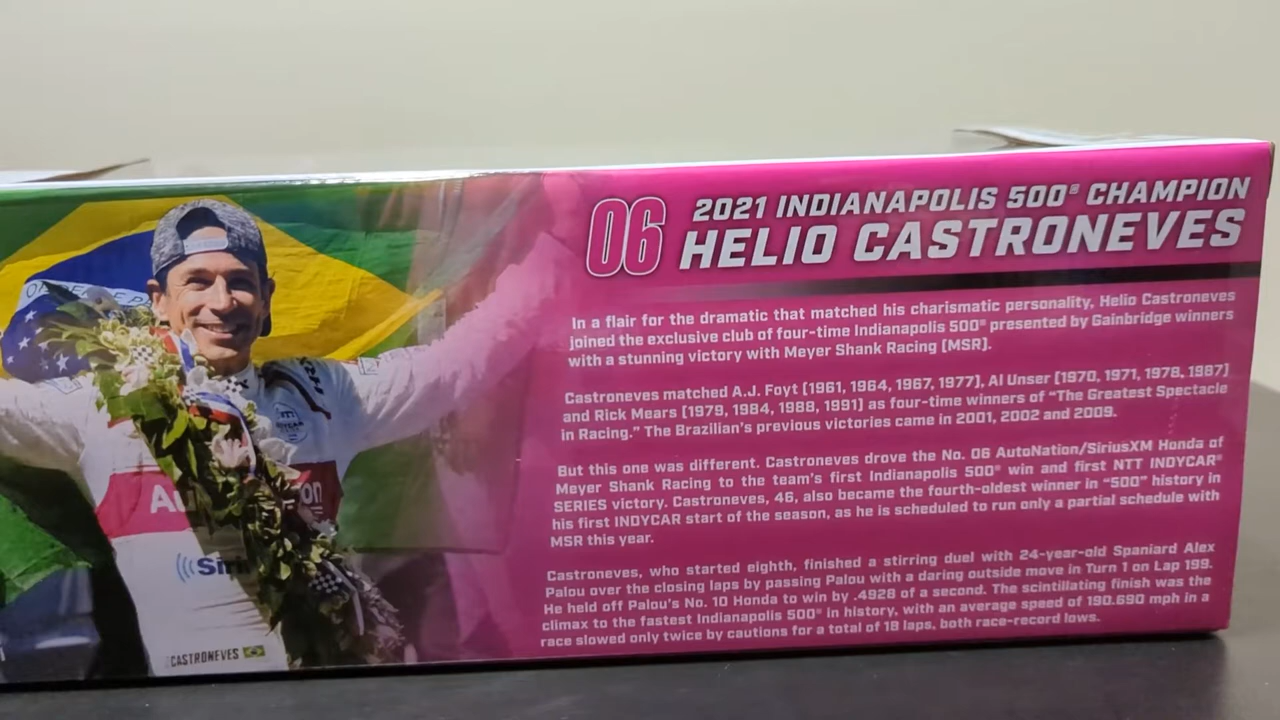 06
2021 INDIANAPOLIS 500® CHAMPION
HELIO CASTRONEVES
In a flair for the dramatic that matched his charismatic personality, Helio Castroneves
joined the exclusive club of four-time Indianapolis 500® presented by Gainbridge winners
with a stunning victory with Meyer Shank Racing (MSR).
Castroneves matched A.J. Foyt (1961, 1964, 1967, 1977), Al Unser (1970, 1971, 1978, 1987)
and Rick Mears (1979, 1984, 1988, 1991) as four-time winners of "The Greatest Spectacle
in Racing." The Brazilian's previous victories came in 2001, 2002 and 2009.
But this one was different. Castroneves drove the No. 06 AutoNation/SiriusXM Honda of
Meyer Shank Racing to the team's first Indianapolis 500® win and first NTT INDYCAR®
SERIES victory. Castroneves, 46, also became the fourth-oldest winner in "500" history in
his first INDYCAR start of the season, as he is scheduled to run only a partial schedule with
MSR this year.
Castroneves, who started eighth, finished a stirring duel with 24-year-old Spaniard Alex
Palou over the closing laps by passing Palou with a daring outside move in Turn 1 on Lap 199.
He held off Palou's No. 10 Honda to win by .4928 of a second. The scintillating finish was the
climax to the fastest Indianapolis 500® in history, with an average speed of 190.690 mph in a
race slowed only twice by cautions for a total of 18 laps, both race-record lows.
Au on
Siri
CASTRONEVES